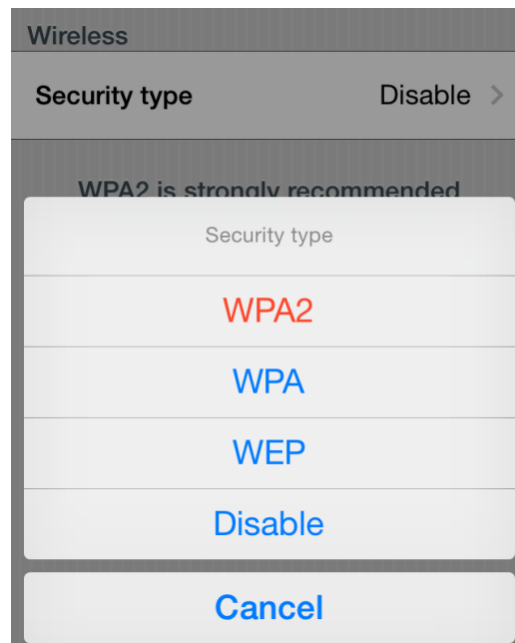 Wireless
Security type Disable >
WPA2 is strongly recommended
Security type
WPA2
WPA
WEP
Disable
Cancel